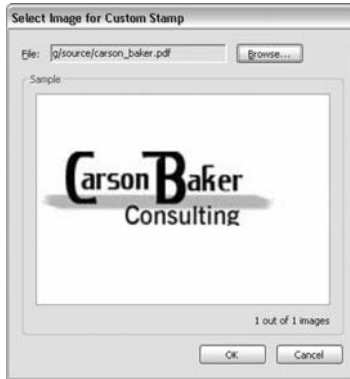 Select Image for Custom Stamp
File: g/source/carson_baker.pdf Browse...
Sample
Carson Baker
Consulting
1 out of 1 images
OK Cancel